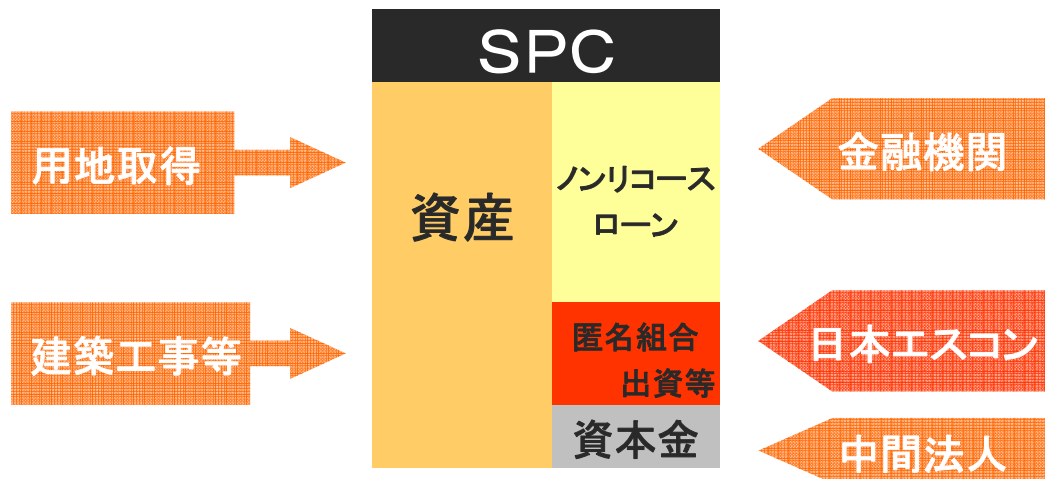 SPC
用地取得
建築工事等
資産
ノンリコース
ローン
匿名組合
出資等
資本金
金融機関
日本エスコン
中間法人